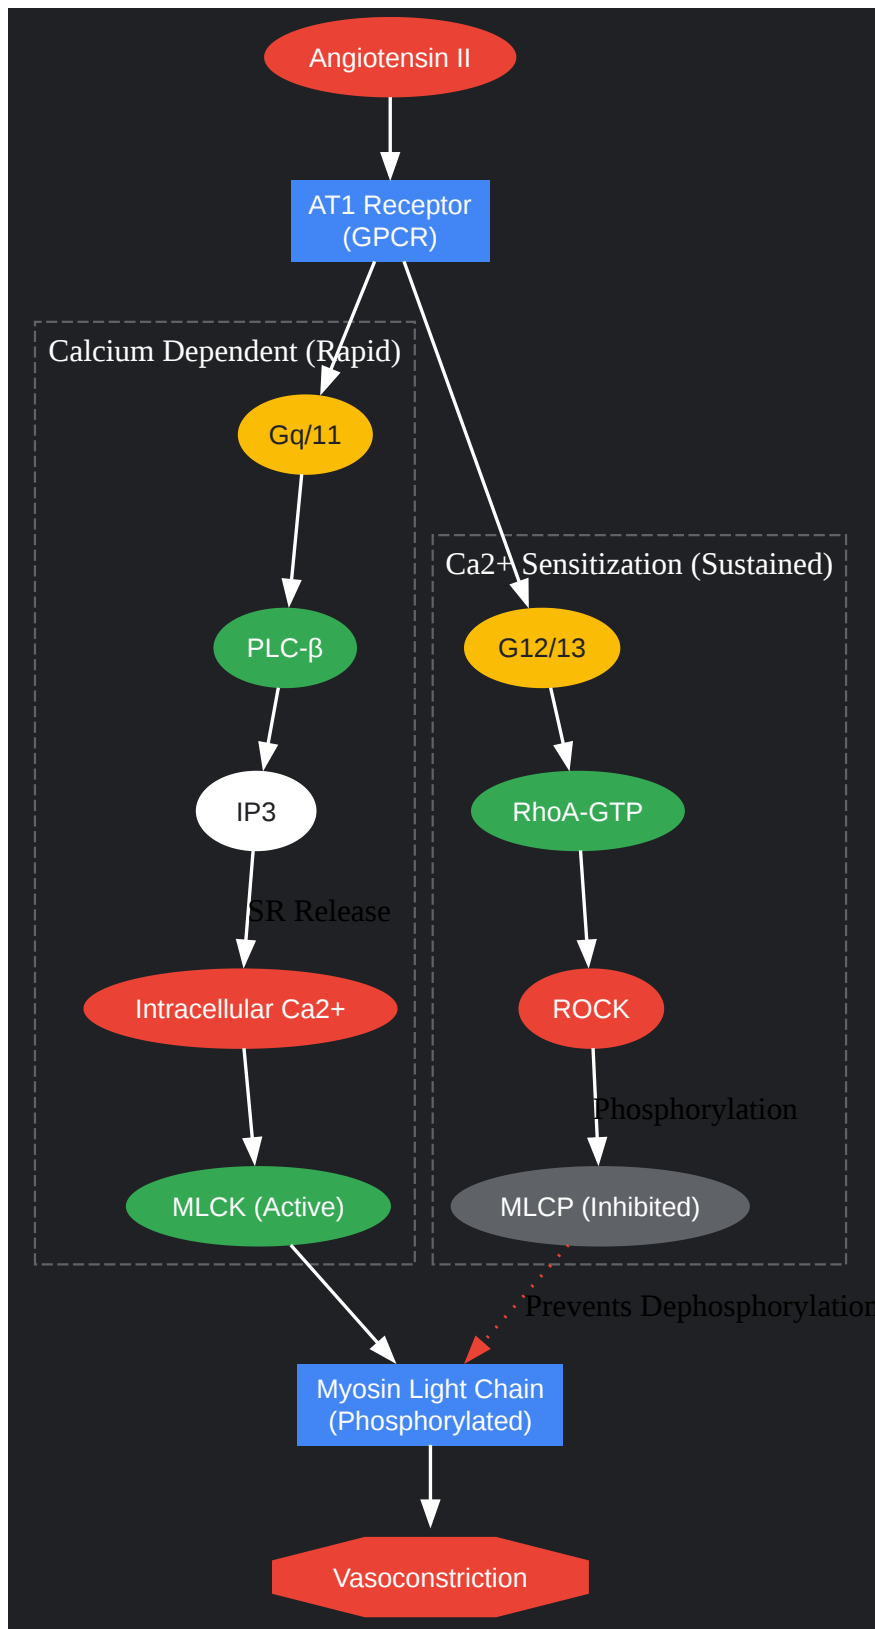 Angiotensin II
AT1 Receptor
(GPCR)
Calcium Dependent (Rapid)
Gq/11
Ca2+ Sensitization (Sustained)
PLC-β
G12/13
IP3
RhoA-GTP
SR Release
Intracellular Ca2+
ROCK
Phosphorylation
MLCK (Active)
MLCP (Inhibited)
Prevents Dephosphorylation
Myosin Light Chain
(Phosphorylated)
Vasoconstriction